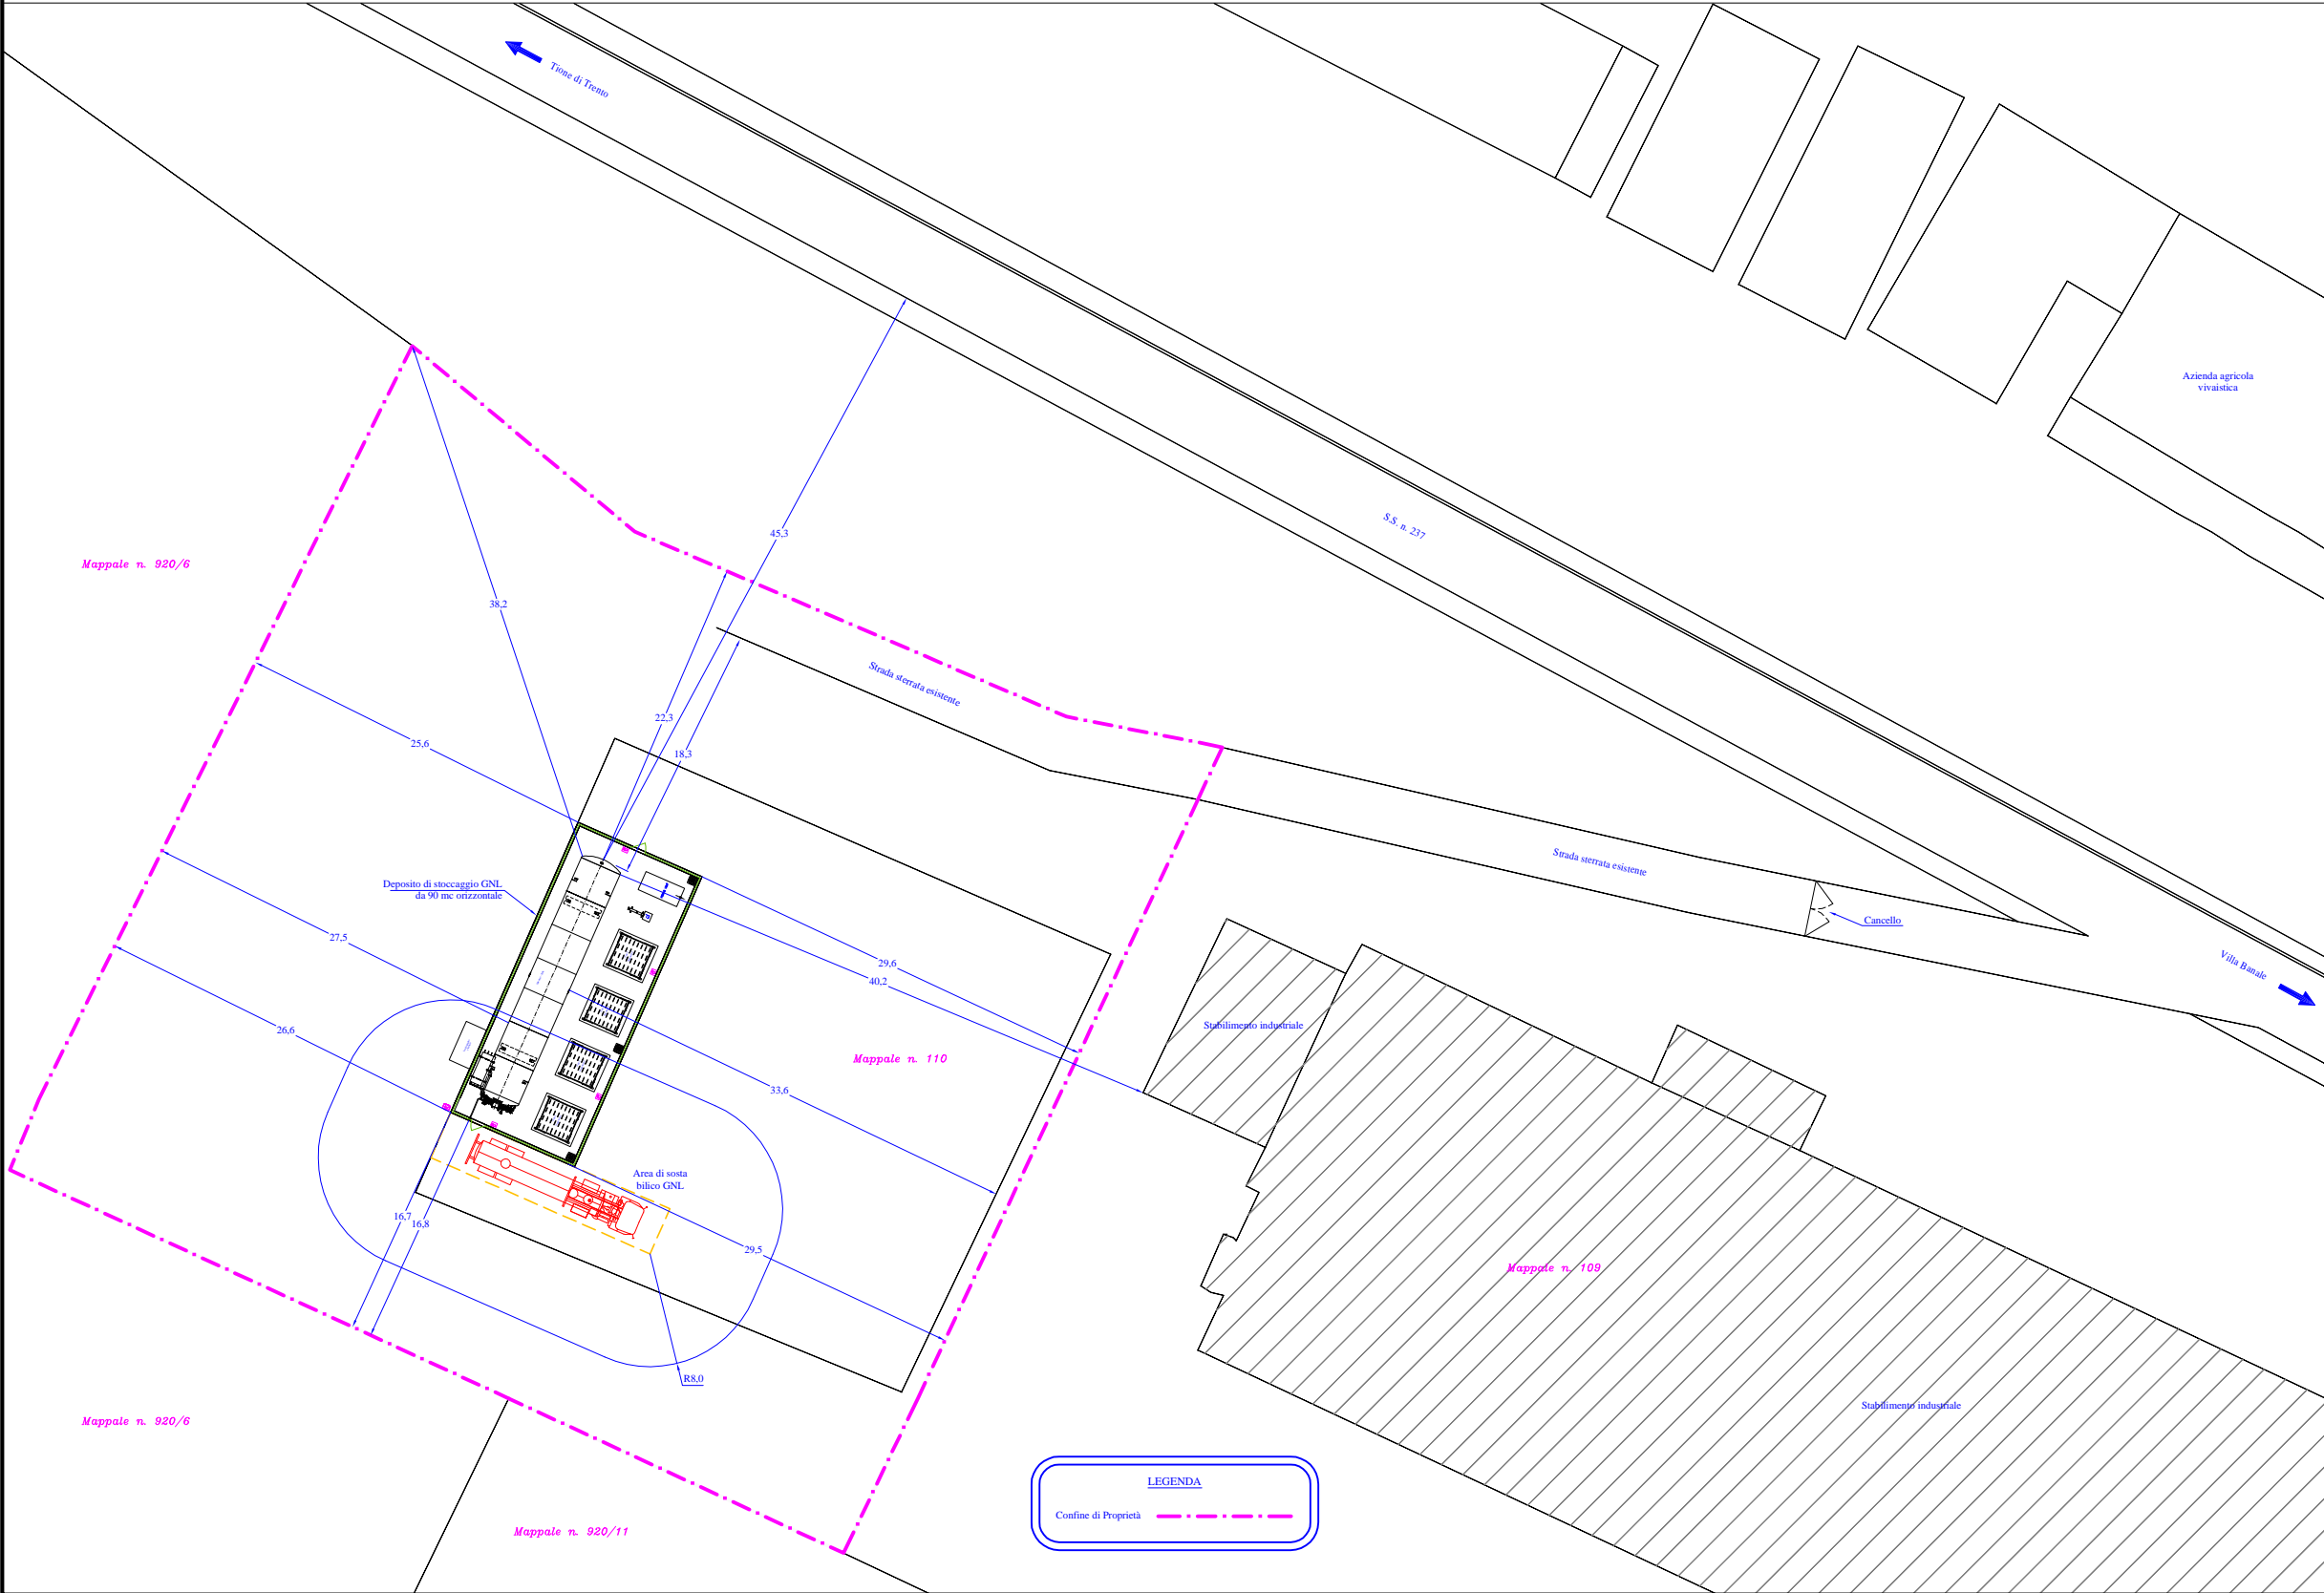 Tione di Trento
Azienda agricola
vivaistica
S.S. n. 237
45,3
Mappale n. 920/6
38,2
Strada sterrata esistente
22,3
25,6
18,3
Strada sterrata esistente
Deposito di stoccaggio GNL
da 90 mc orizzontale
Cancello
27,5
29,6
Villa Banale
40,2
26,6
Stabilimento industriale
Mappale n. 110
33,6
Area di sosta
bilico GNL
16,7
16,8
29,5
Mappale n. 109
R8,0
Stabilimento industriale
Mappale n. 920/6
LEGENDA
Confine di Proprietà
Mappale n. 920/11